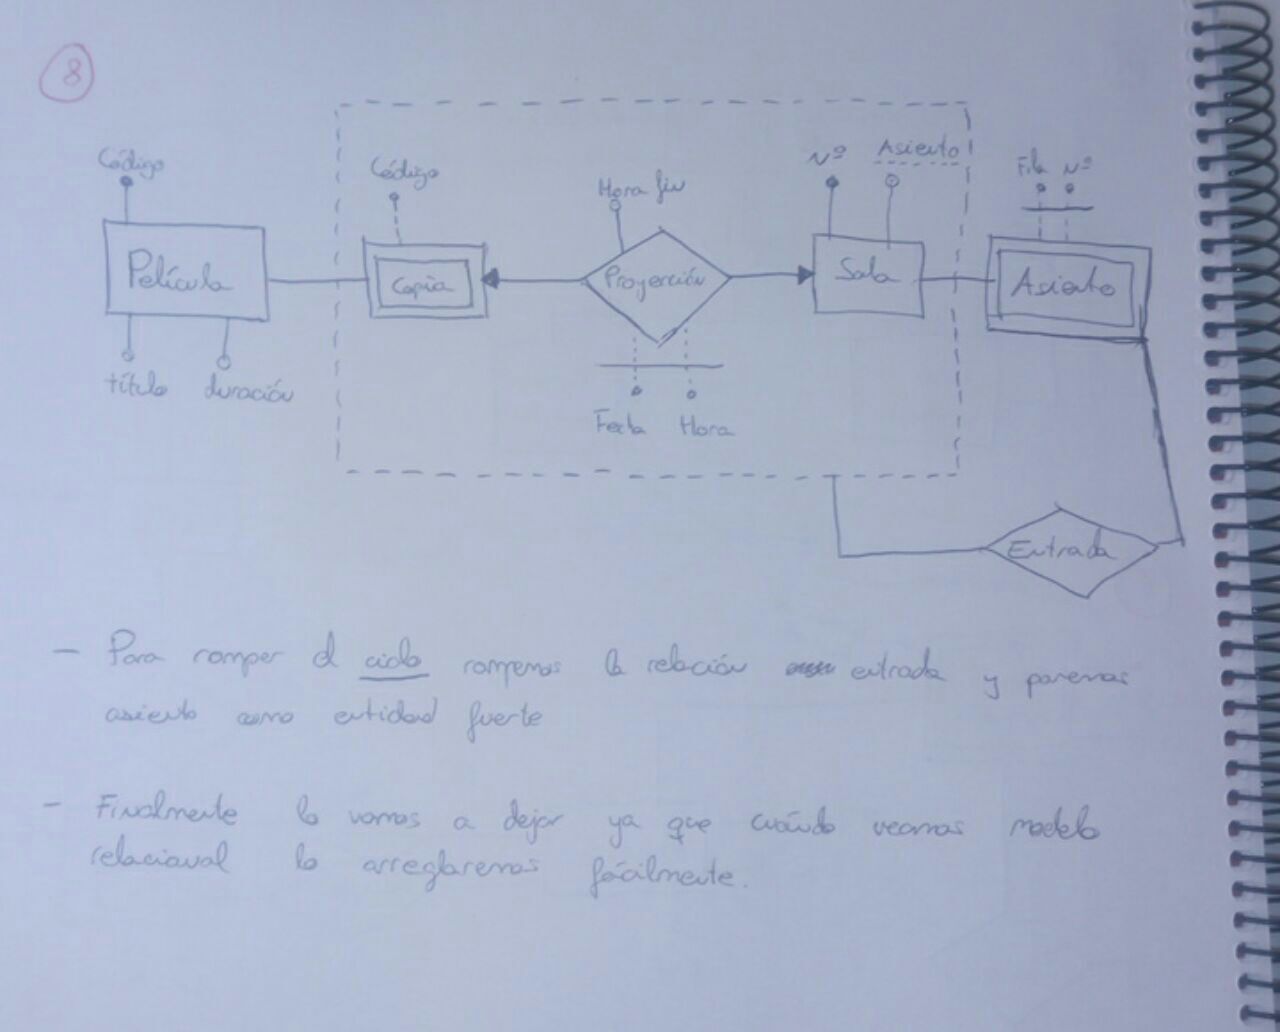 8
Código
Código
Hora fin
Nº
Asiento
Fila Nº
Película
Copia
Proyección
Sala
Asiento
título duración
Fecha Hora
Entrada
- Para romper el ciclo rompemos la relación entrada y ponemos
asiento como entidad fuerte
- Finalmente lo vamos a dejar ya que cuándo veamos modelo
relacional lo arreglaremos fácilmente.